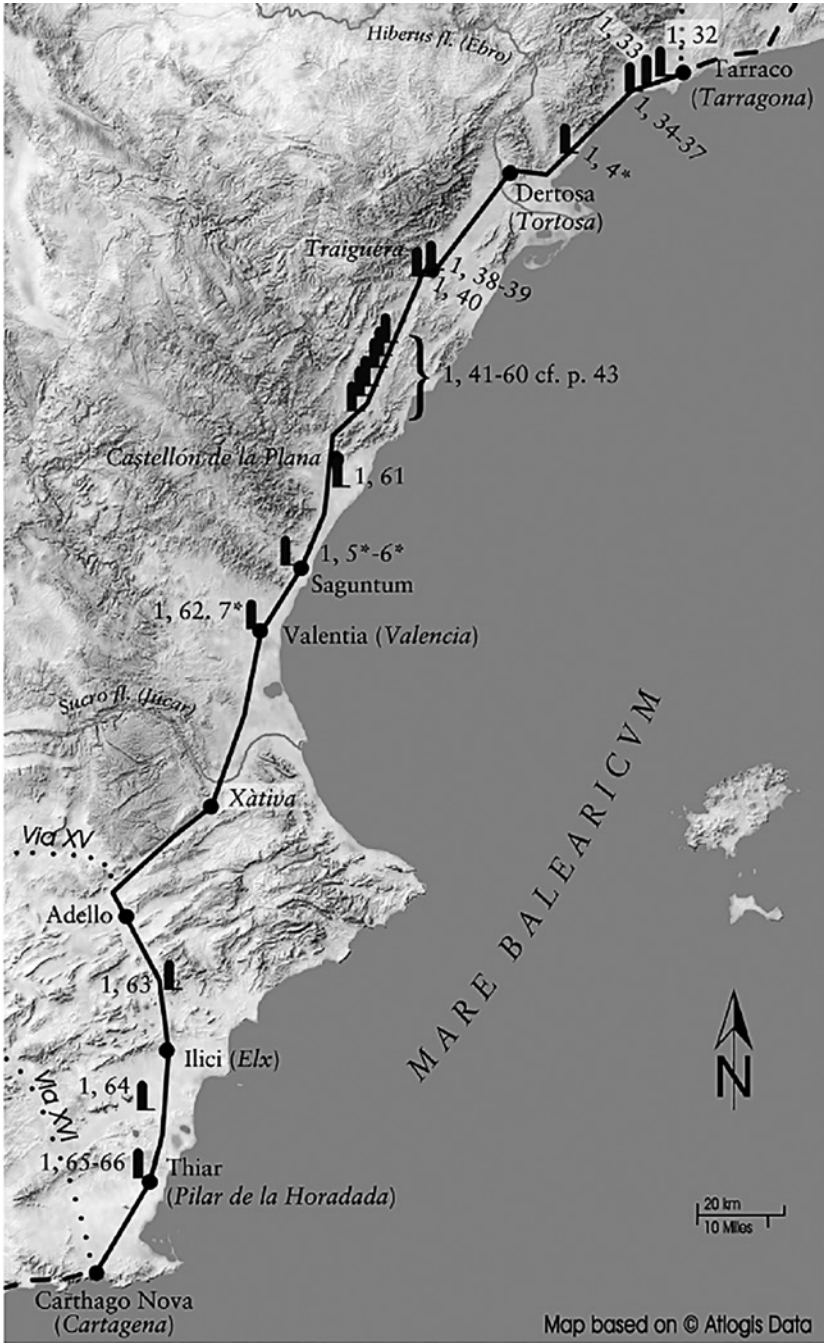 Hiberus fl. (Ebro)
1, 33
1, 32
Tarraco
(Tarragona)
1, 34-37
1, 4*
Dertosa
(Tortosa)
Traiguera
1, 38-39
1, 40
1, 41-60 cf. p. 43
Castellón de la Plana
1, 61
1, 5*-6*
Saguntum
1, 62. 7*
Valentia (Valencia)
Sucro fl. (Júcar)
Xàtiva
Via XV
Adello
MARE BALEARICVM
1, 63
Ilici (Elx)
1, 64
Via XVI
1, 65-66
Thiar
(Pilar de la Horadada)
N
20 km
10 Miles
Carthago Nova
(Cartagena)
Map based on © Atlogis Data